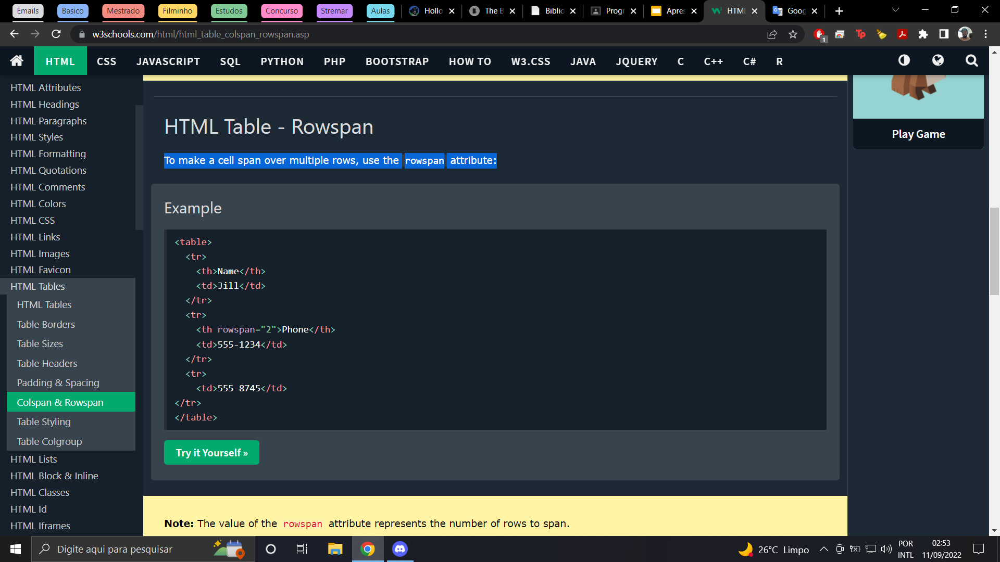 Emails Basico Mestrado Filminho Estudos Concurso Stremar Aulas Hollo The B Biblio Progr Apres HTML Goog
w3schools.com/html/html_table_colspan_rowspan.asp
1
HTML CSS JAVASCRIPT SQL PYTHON PHP BOOTSTRAP HOW TO W3.CSS JAVA JQUERY C C++ C# R
HTML Attributes
HTML Headings
HTML Paragraphs
HTML Styles
HTML Formatting
HTML Quotations
HTML Comments
HTML Colors
HTML CSS
HTML Links
HTML Images
HTML Favicon
HTML Tables
HTML Tables
Table Borders
Table Sizes
Table Headers
Padding & Spacing
Colspan & Rowspan
Table Styling
Table Colgroup
HTML Lists
HTML Block & Inline
HTML Classes
HTML Id
HTML Iframes
HTML Table - Rowspan
To make a cell span over multiple rows, use the rowspan attribute:
Example
<table>
<tr>
<th>Name</th>
<td>Jill</td>
</tr>
<tr>
<th rowspan="2">Phone</th>
<td>555-1234</td>
</tr>
<tr>
<td>555-8745</td>
</tr>
</table>
Try it Yourself »
Note: The value of the rowspan attribute represents the number of rows to span.
Play Game
Digite aqui para pesquisar
26°C Limpo
POR
INTL
02:53
11/09/2022